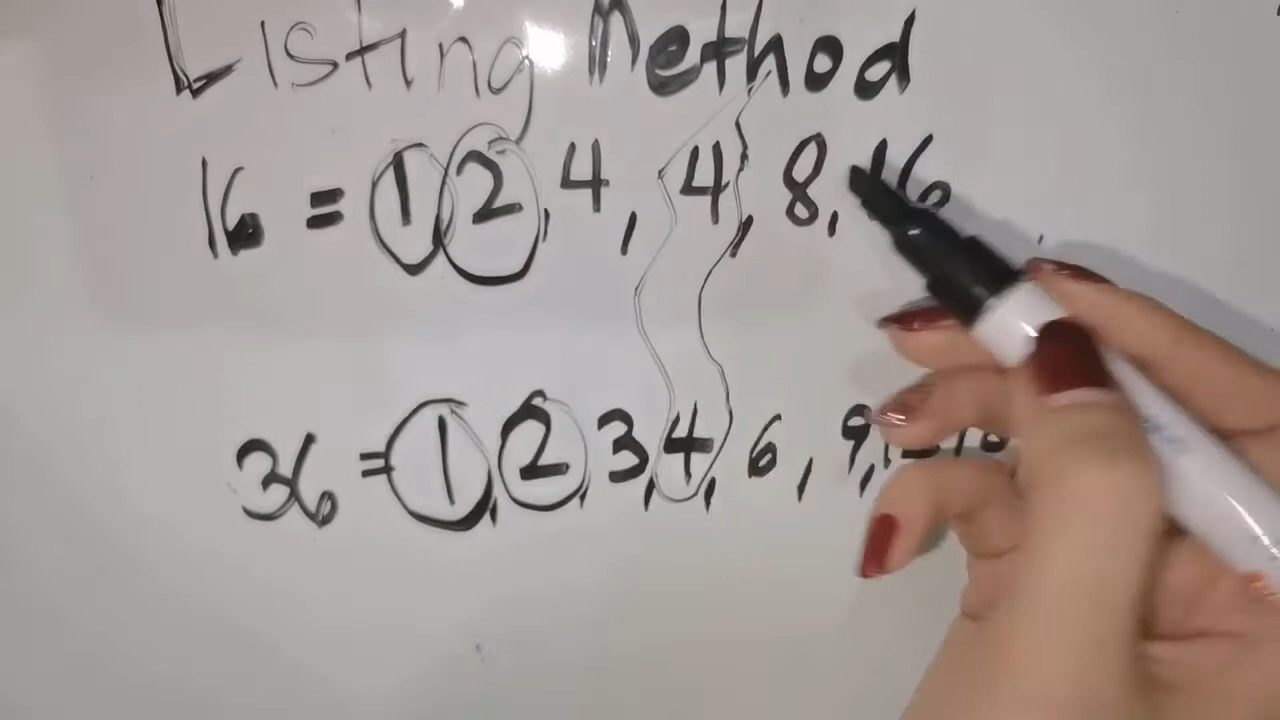 Listing Method
16 = 1, 2, 4, 4, 8, 16
36 = 1, 2, 3, 4, 6, 9,